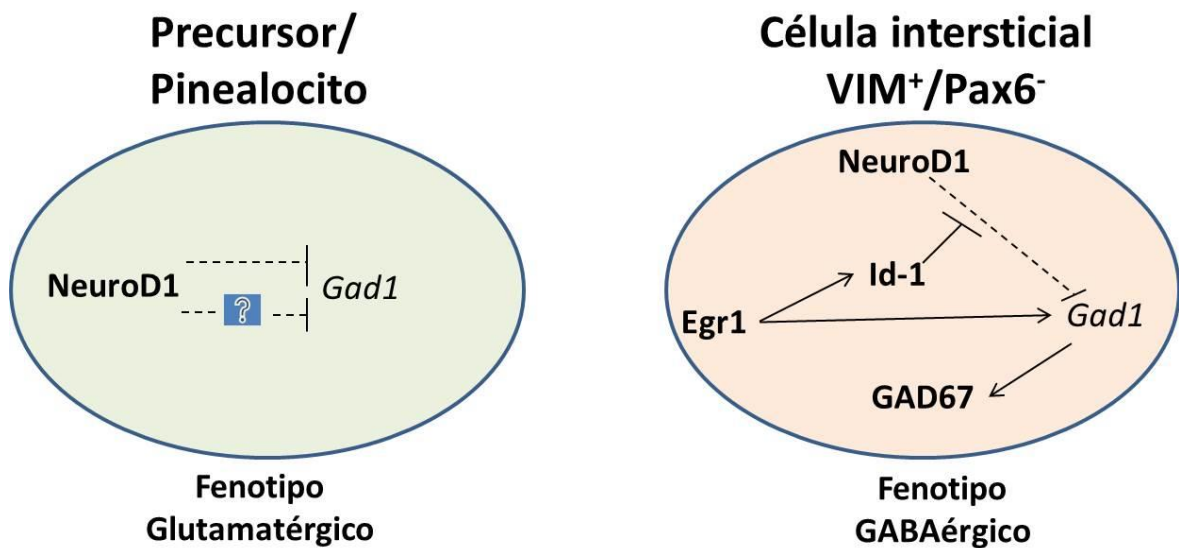 Precursor/
Pinealocito
NeuroD1
?
Gad1
Fenotipo
Glutamatérgico
Célula intersticial
VIM⁺/Pax6⁻
NeuroD1
Id-1
Egr1
Gad1
GAD67
Fenotipo
GABAérgico